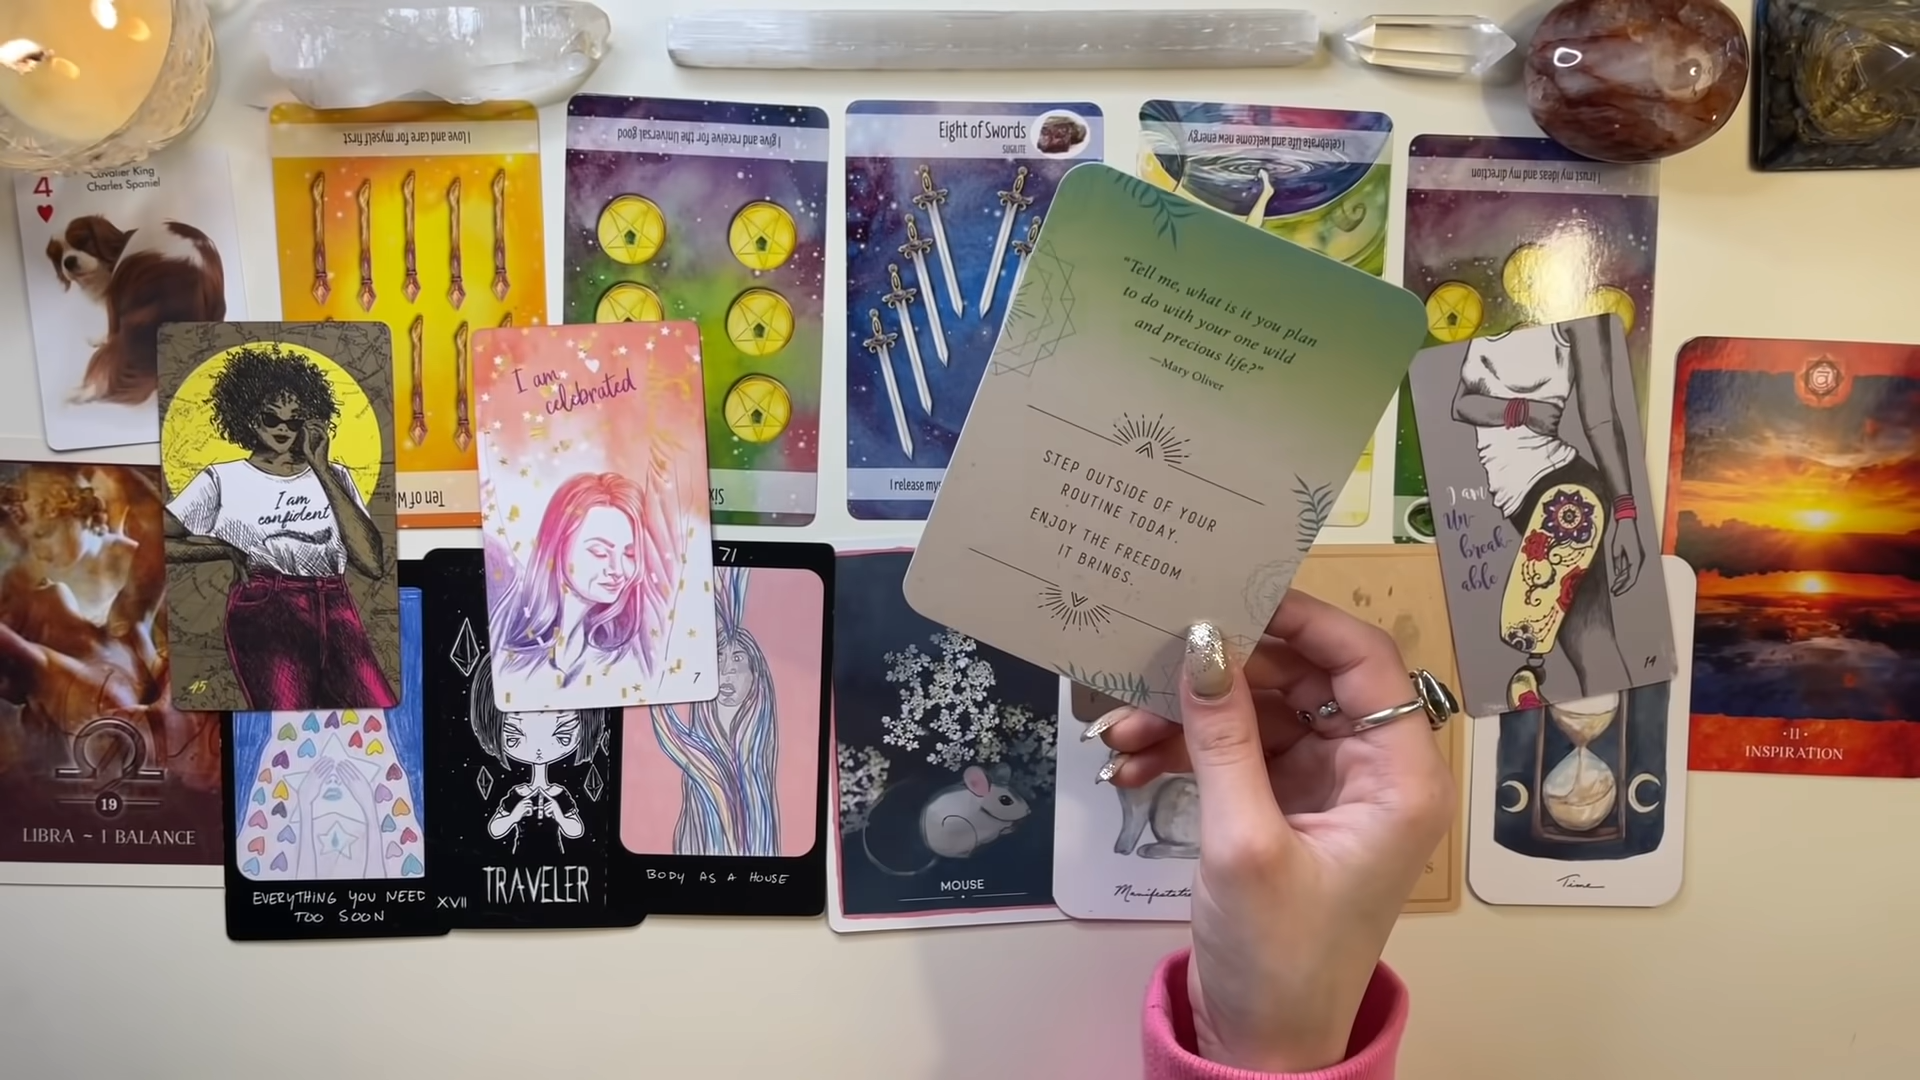 4
Cavalier King
Charles Spaniel
I love and care for myself first
Ten of
I give and receive for the Universal good
Six
Eight of Swords
SUGILITE
I release my
I celebrate life and welcome new energy
I trust my ideas and my direction
I am
confident
45
I am
celebrated
7
"Tell me, what is it you plan
to do with your one wild
and precious life?"
—Mary Oliver
STEP OUTSIDE OF YOUR
ROUTINE TODAY.
ENJOY THE FREEDOM
IT BRINGS.
I am
Un-
break-
able
14
·11·
INSPIRATION
19
LIBRA ~ I BALANCE
EVERYTHING YOU NEED
TOO SOON
XVII
TRAVELER
71
BODY AS A HOUSE
MOUSE
Time